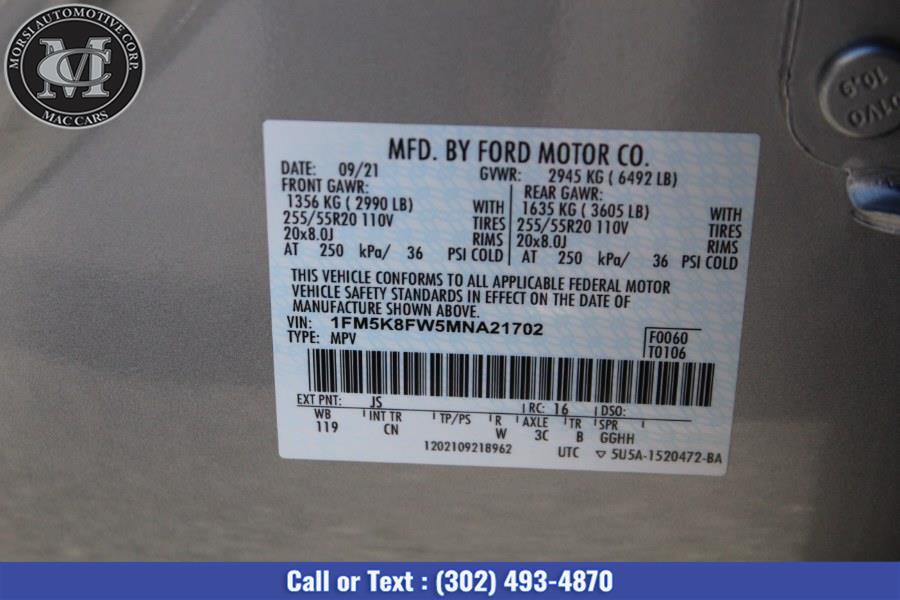 MORSI AUTOMOTIVE CORP.
MC
MAC CARS
10.9
MFD. BY FORD MOTOR CO.
DATE: 09/21 GVWR: 2945 KG ( 6492 LB)
FRONT GAWR: REAR GAWR:
1356 KG ( 2990 LB) WITH 1635 KG ( 3605 LB) WITH
255/55R20 110V TIRES 255/55R20 110V TIRES
20x8.0J RIMS 20x8.0J RIMS
AT 250 kPa/ 36 PSI COLD AT 250 kPa/ 36 PSI COLD
THIS VEHICLE CONFORMS TO ALL APPLICABLE FEDERAL MOTOR
VEHICLE SAFETY STANDARDS IN EFFECT ON THE DATE OF
MANUFACTURE SHOWN ABOVE.
VIN: 1FM5K8FW5MNA21702
TYPE: MPV
F0060
T0106
EXT PNT: JS RC: 16 DSO:
WB INT TR TP/PS R AXLE TR SPR
119 CN W 3C B GGHH
1202109218962 UTC ▽ 5U5A-1520472-BA
Call or Text : (302) 493-4870